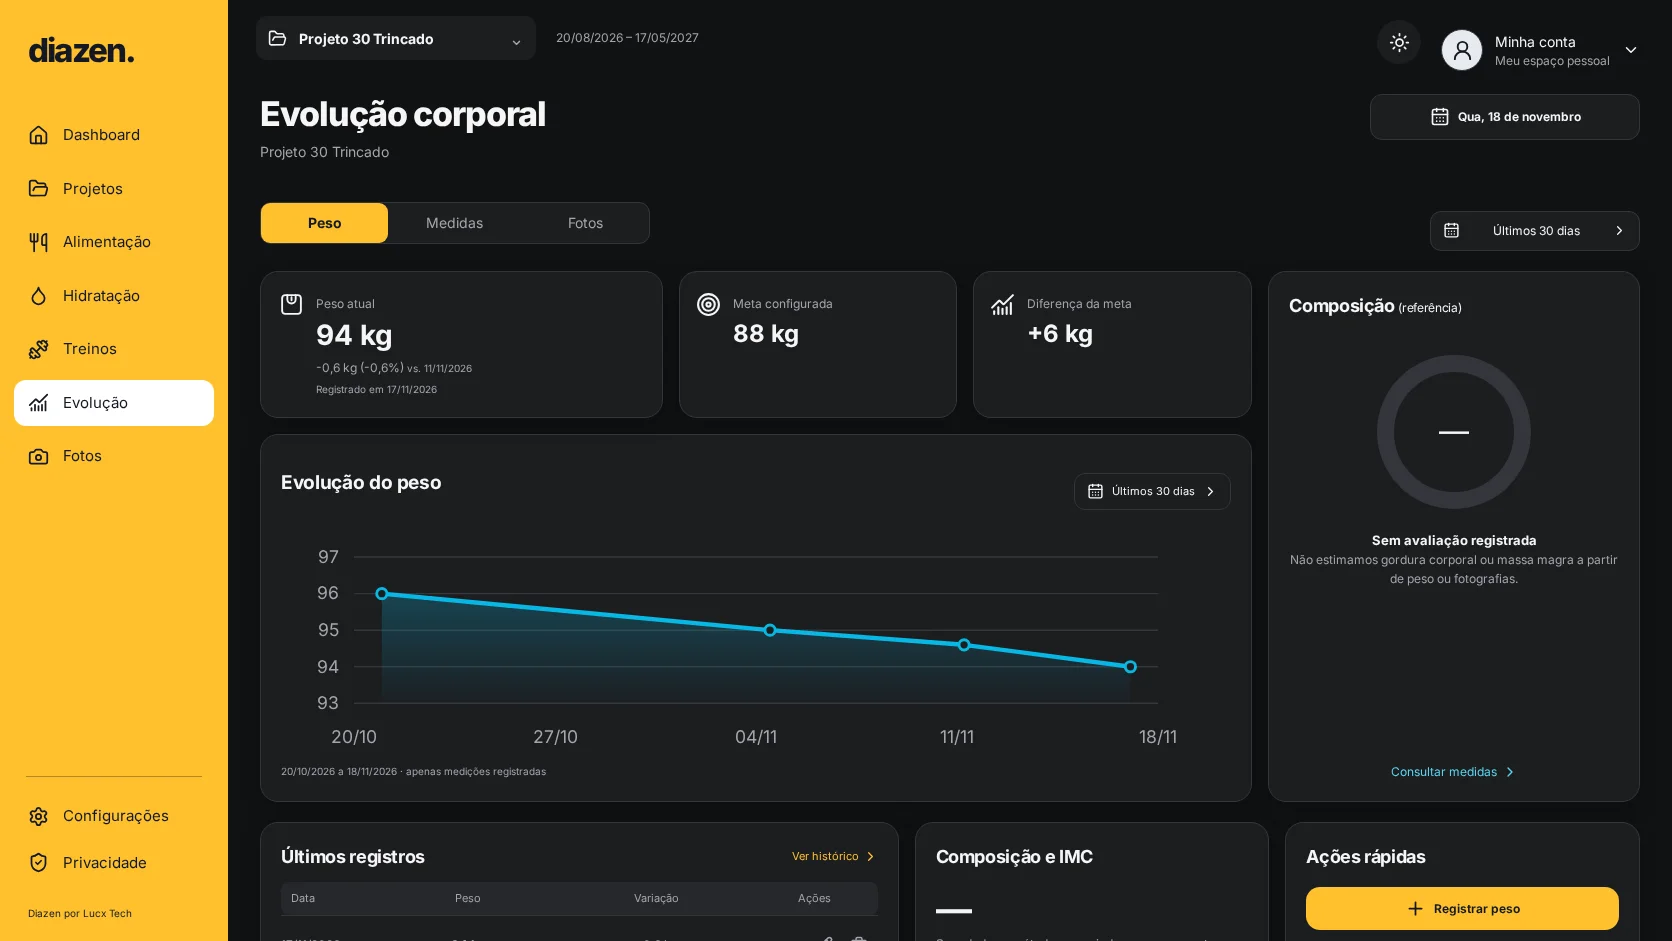 diazen.
Projeto 30 Trincado
20/08/2026 – 17/05/2027
Minha conta
Meu espaço pessoal
Dashboard
Projetos
Alimentação
Hidratação
Treinos
Evolução
Fotos
Configurações
Privacidade
Diazen por Lucx Tech
Evolução corporal
Projeto 30 Trincado
Qua, 18 de novembro
Peso
Medidas
Fotos
Últimos 30 dias
Peso atual
94 kg
-0,6 kg (-0,6%) vs. 11/11/2026
Registrado em 17/11/2026
Meta configurada
88 kg
Diferença da meta
+6 kg
Composição (referência)
—
Sem avaliação registrada
Não estimamos gordura corporal ou massa magra a partir
de peso ou fotografias.
Consultar medidas
Evolução do peso
Últimos 30 dias
97
96
95
94
93
20/10
27/10
04/11
11/11
18/11
20/10/2026 a 18/11/2026 · apenas medições registradas
Últimos registros
Ver histórico
Data
Peso
Variação
Ações
Composição e IMC
—
Ações rápidas
Registrar peso